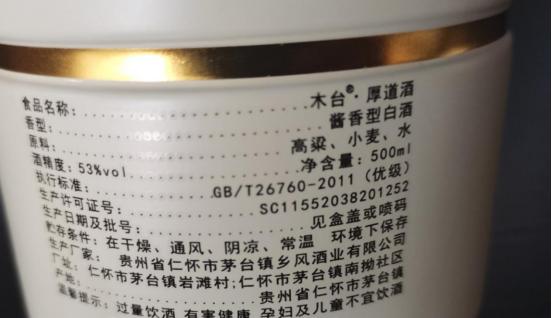 食品名称:......木台®·厚道酒
香型:......酱香型白酒
原料:......高粱、小麦、水
酒精度:53%vol......净含量:500ml
执行标准:......GB/T26760-2011(优级)
生产许可证号:......SC11552038201252
生产日期及批号:......见盒盖或喷码
贮存条件:在干燥、通风、阴凉、常温 环境下保存
生产厂家:贵州省仁怀市茅台镇乡风酒业有限公司
厂址:仁怀市茅台镇岩滩村;仁怀市茅台镇南拗社区
产地:......贵州省仁怀市茅台镇
温馨提示:过量饮酒 有害健康 孕妇及儿童不宜饮酒